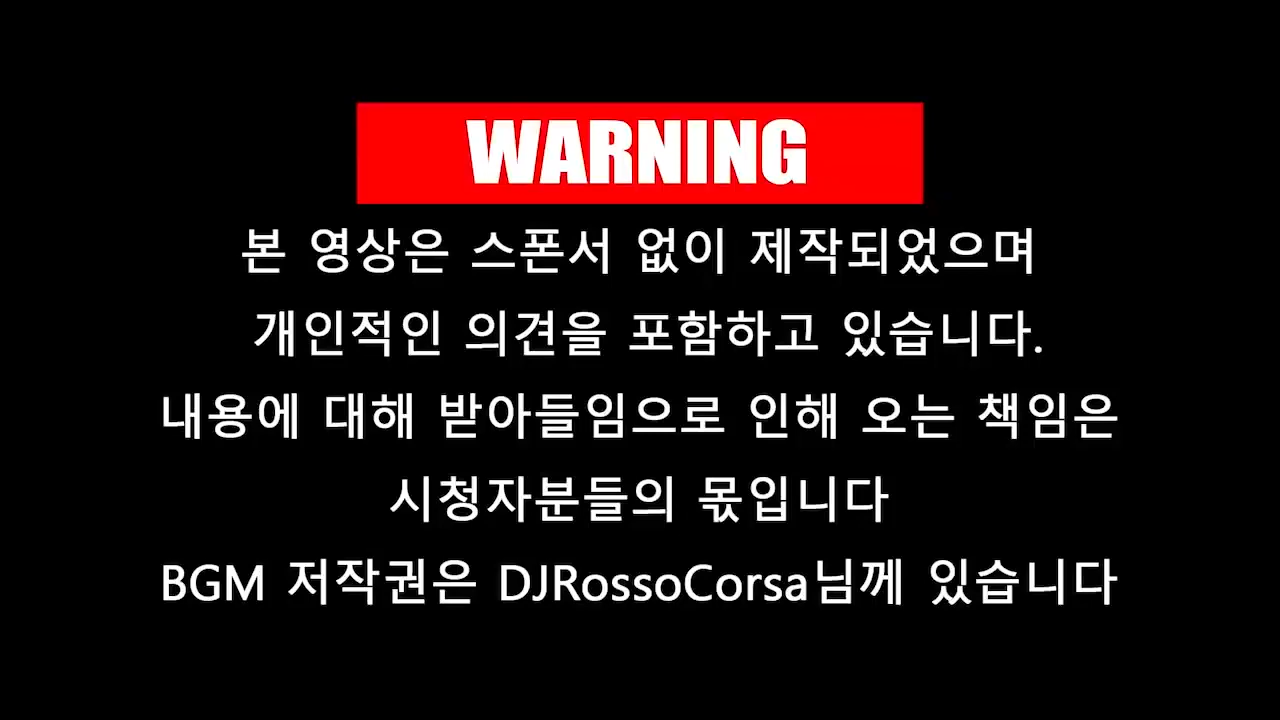 WARNING
본 영상은 스폰서 없이 제작되었으며
개인적인 의견을 포함하고 있습니다.
내용에 대해 받아들임으로 인해 오는 책임은
시청자분들의 몫입니다
BGM 저작권은 DJRossoCorsa님께 있습니다